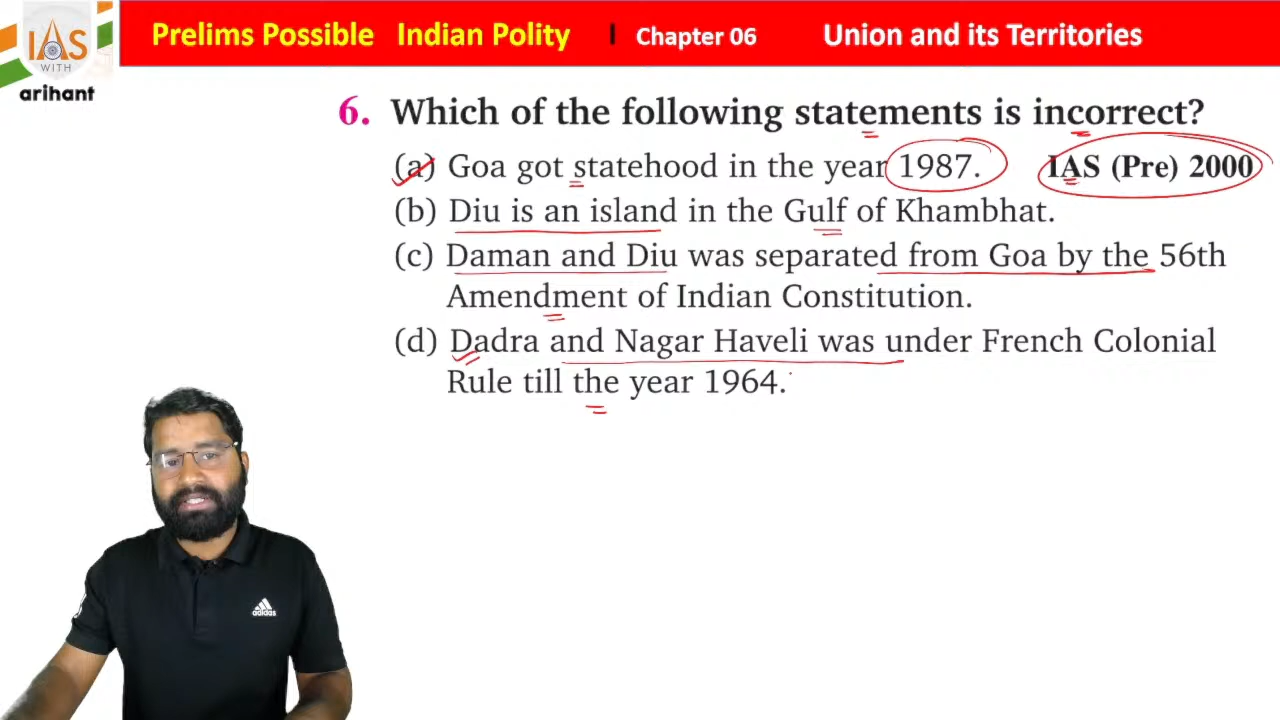 IAS
WITH
arihant
Prelims Possible Indian Polity | Chapter 06 Union and its Territories
6. Which of the following statements is incorrect?
(a) Goa got statehood in the year 1987. IAS (Pre) 2000
(b) Diu is an island in the Gulf of Khambhat.
(c) Daman and Diu was separated from Goa by the 56th
Amendment of Indian Constitution.
(d) Dadra and Nagar Haveli was under French Colonial
Rule till the year 1964.
adidas